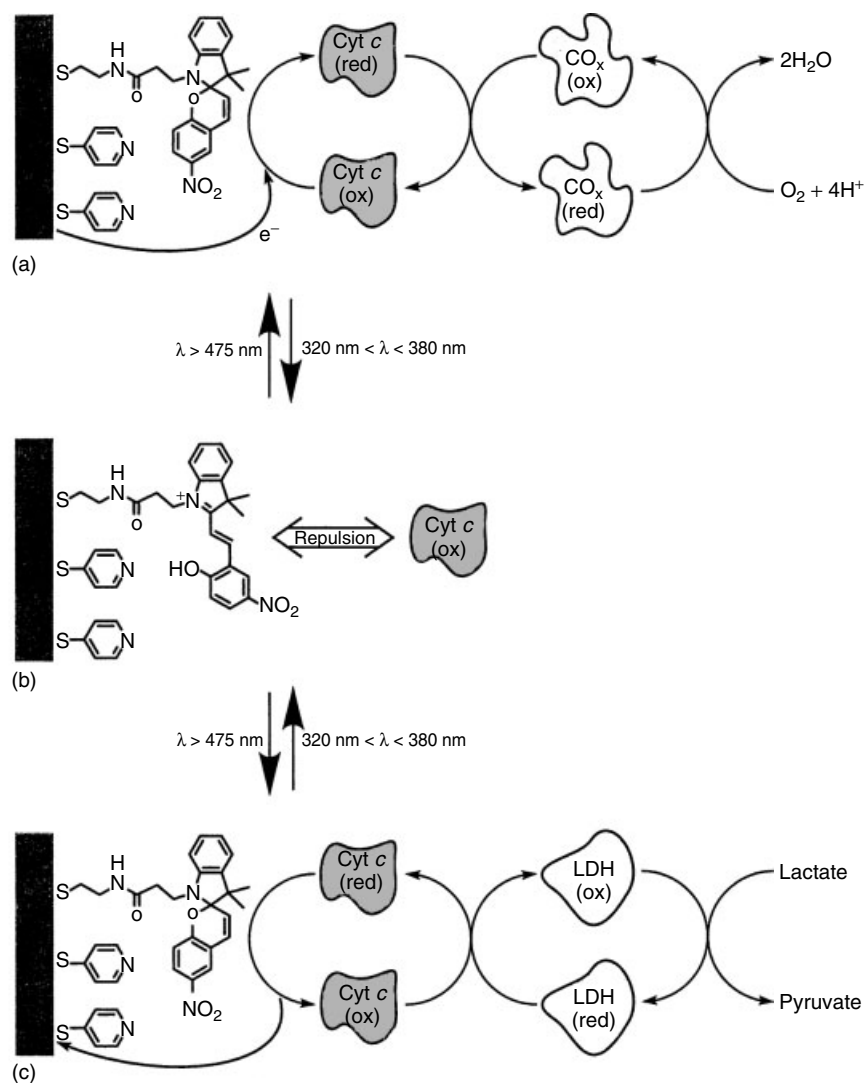 H
S N N
O O
Cyt c
(red)
COx
(ox)
2H2O
S N
NO2
Cyt c
(ox)
COx
(red)
O2 + 4H+
S N
e−
(a)
λ > 475 nm 320 nm < λ < 380 nm
H
S N N+
O
Repulsion
Cyt c
(ox)
S N
HO
NO2
S N
(b)
λ > 475 nm 320 nm < λ < 380 nm
H
S N N
O O
Cyt c
(red)
LDH
(ox)
Lactate
S N
NO2
Cyt c
(ox)
LDH
(red)
Pyruvate
S N
(c)